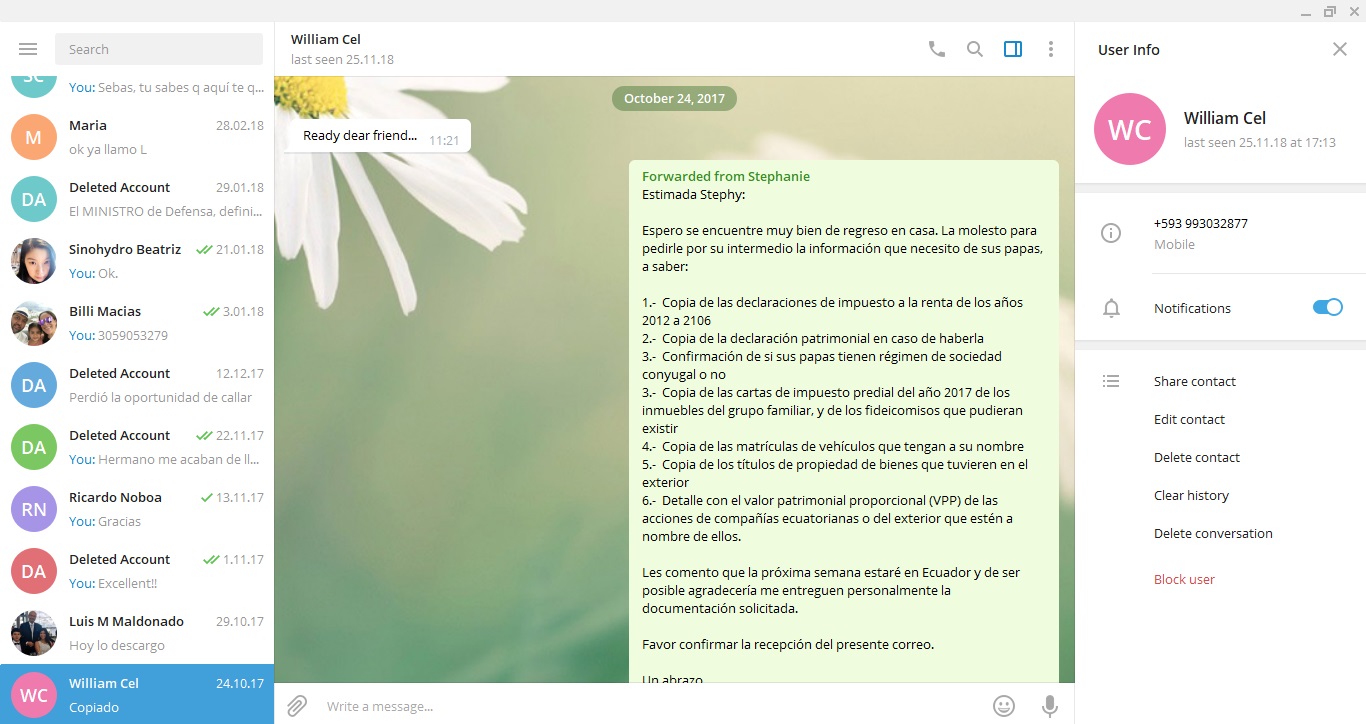 Search
SC
You: Sebas, tu sabes q aquí te q...
M
Maria
28.02.18
ok ya llamo L
DA
Deleted Account
29.01.18
El MINISTRO de Defensa, defini...
Sinohydro Beatriz
21.01.18
You: Ok.
Billi Macias
3.01.18
You: 3059053279
DA
Deleted Account
12.12.17
Perdió la oportunidad de callar
DA
Deleted Account
22.11.17
You: Hermano me acaban de ll...
RN
Ricardo Noboa
13.11.17
You: Gracias
DA
Deleted Account
1.11.17
You: Excellent!!
Luis M Maldonado
29.10.17
Hoy lo descargo
WC
William Cel
24.10.17
Copiado
William Cel
last seen 25.11.18
October 24, 2017
Ready dear friend...
11:21
Forwarded from Stephanie
Estimada Stephy:
Espero se encuentre muy bien de regreso en casa. La molesto para
pedirle por su intermedio la información que necesito de sus papas,
a saber:
1.- Copia de las declaraciones de impuesto a la renta de los años
2012 a 2106
2.- Copia de la declaración patrimonial en caso de haberla
3.- Confirmación de si sus papas tienen régimen de sociedad
conyugal o no
3.- Copia de las cartas de impuesto predial del año 2017 de los
inmuebles del grupo familiar, y de los fideicomisos que pudieran
existir
4.- Copia de las matrículas de vehículos que tengan a su nombre
5.- Copia de los títulos de propiedad de bienes que tuvieren en el
exterior
6.- Detalle con el valor patrimonial proporcional (VPP) de las
acciones de compañías ecuatorianas o del exterior que estén a
nombre de ellos.
Les comento que la próxima semana estaré en Ecuador y de ser
posible agradecería me entreguen personalmente la
documentación solicitada.
Favor confirmar la recepción del presente correo.
Un abrazo
Write a message...
User Info
WC
William Cel
last seen 25.11.18 at 17:13
+593 993032877
Mobile
Notifications
Share contact
Edit contact
Delete contact
Clear history
Delete conversation
Block user